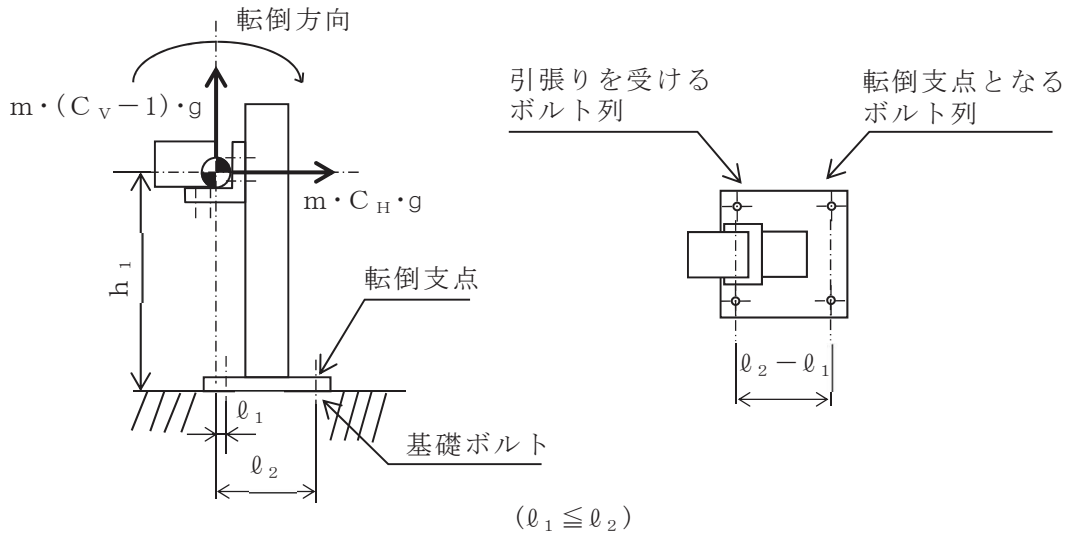 転倒方向
m・(C_V－1)・g
m・C_H・g
h_1
転倒支点
ℓ_1
ℓ_2
基礎ボルト
引張りを受ける
ボルト列
転倒支点となる
ボルト列
ℓ_2－ℓ_1
(ℓ_1≦ℓ_2)